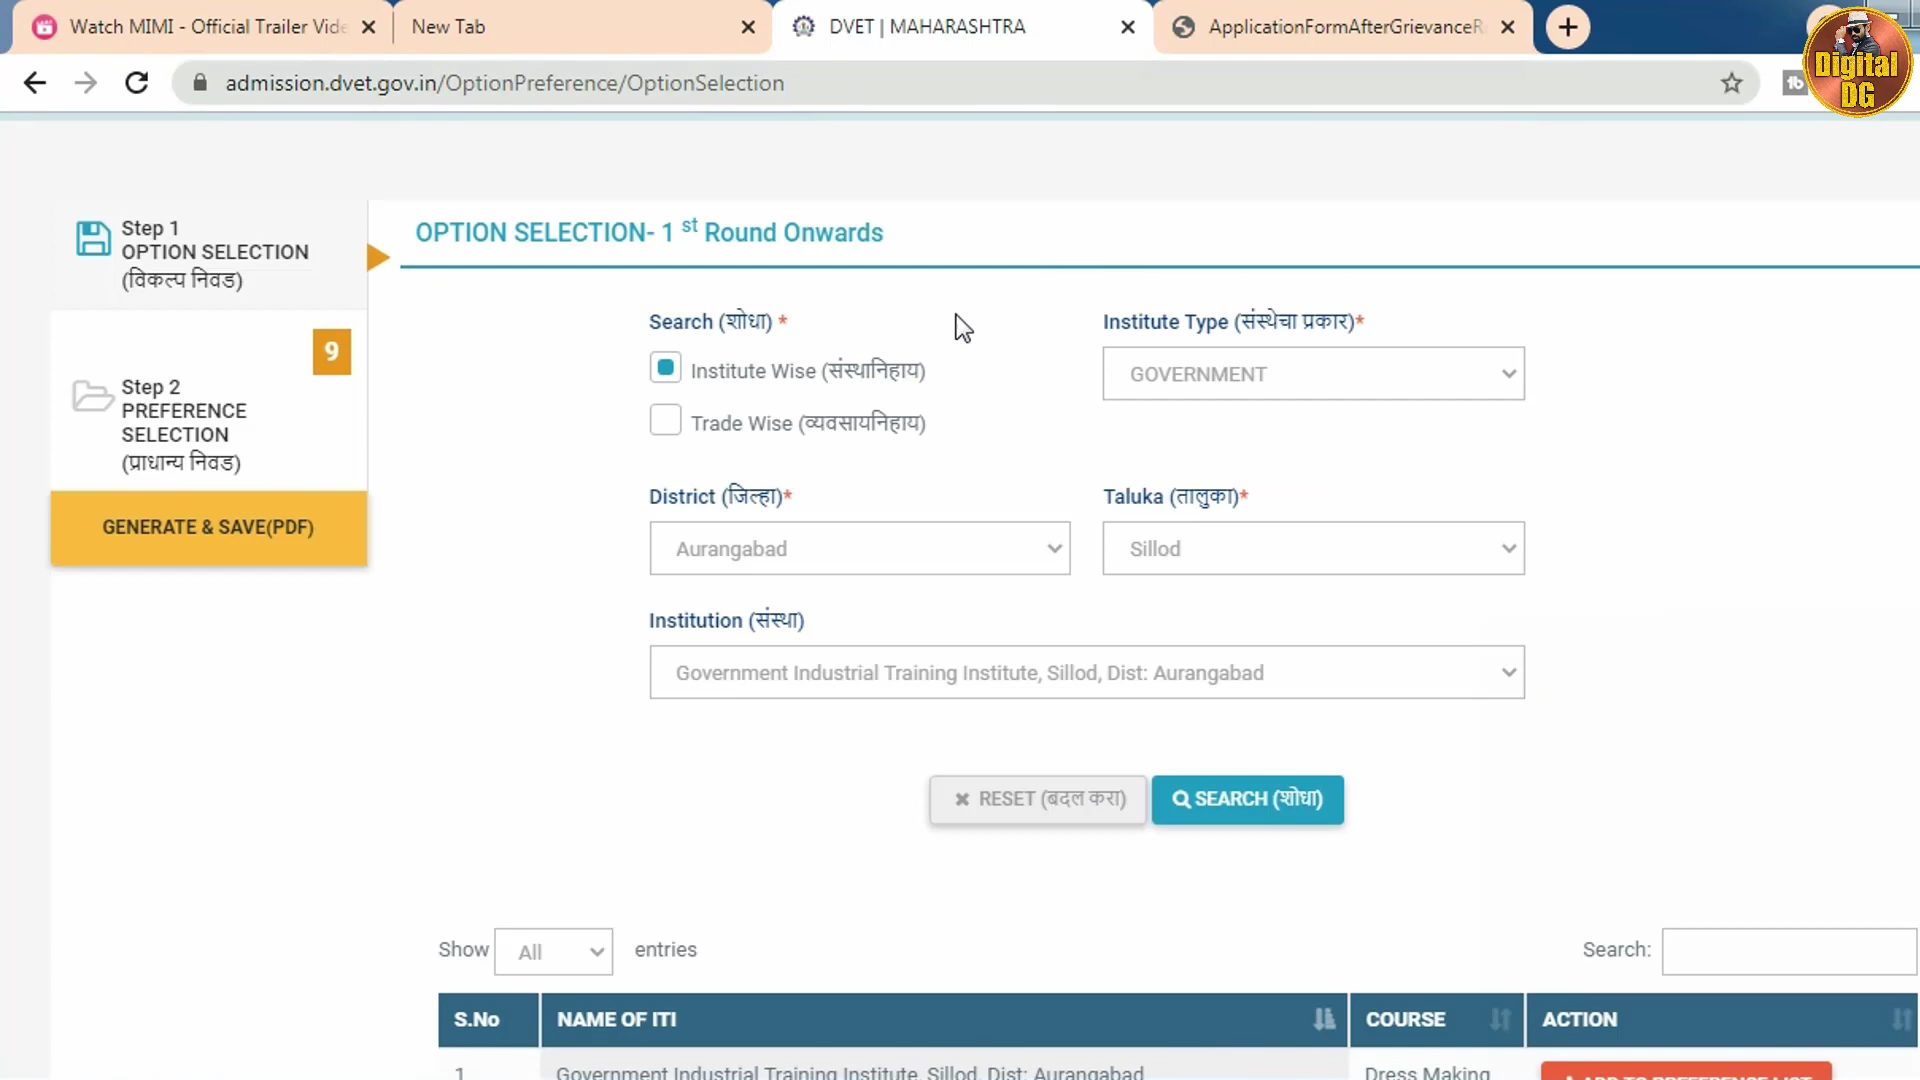 Watch MIMI - Official Trailer Vide
New Tab
DVET | MAHARASHTRA
ApplicationFormAfterGrievanceR
admission.dvet.gov.in/OptionPreference/OptionSelection
Digital
DG
Step 1
OPTION SELECTION
(विकल्प निवड)
9
Step 2
PREFERENCE
SELECTION
(प्राधान्य निवड)
GENERATE & SAVE(PDF)
OPTION SELECTION- 1 st Round Onwards
Search (शोधा) *
Institute Wise (संस्थानिहाय)
Trade Wise (व्यवसायनिहाय)
Institute Type (संस्थेचा प्रकार)*
GOVERNMENT
District (जिल्हा)*
Aurangabad
Taluka (तालुका)*
Sillod
Institution (संस्था)
Government Industrial Training Institute, Sillod, Dist: Aurangabad
RESET (बदल करा)
SEARCH (शोधा)
Show All entries
Search:
S.No NAME OF ITI COURSE ACTION
1 Government Industrial Training Institute, Sillod, Dist: Aurangabad Dress Making ADD TO PREFERENCE LIST